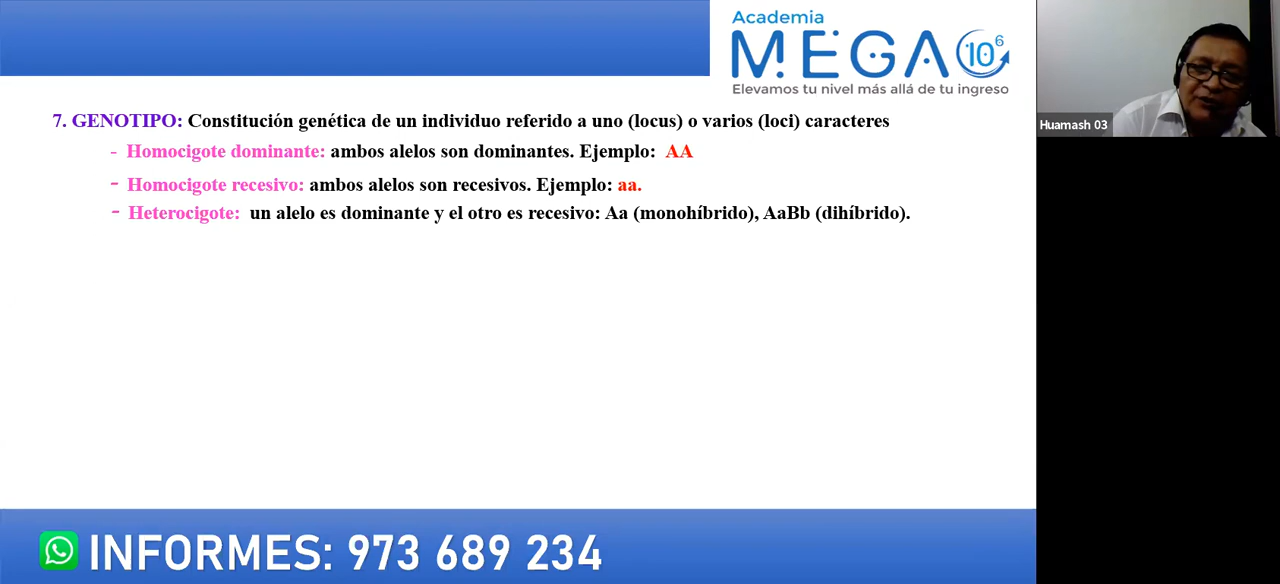 Academia
MEGA 10⁶
Elevamos tu nivel más allá de tu ingreso
Huamash 03
7. GENOTIPO: Constitución genética de un individuo referido a uno (locus) o varios (loci) caracteres
- Homocigote dominante: ambos alelos son dominantes. Ejemplo: AA
- Homocigote recesivo: ambos alelos son recesivos. Ejemplo: aa.
- Heterocigote: un alelo es dominante y el otro es recesivo: Aa (monohíbrido), AaBb (dihíbrido).
INFORMES: 973 689 234